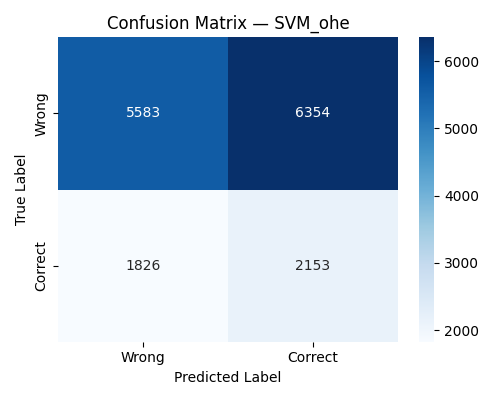 Confusion Matrix — SVM_ohe
True Label
Wrong
5583 6354
Correct
1826 2153
Wrong Correct
Predicted Label
6000
5000
4000
3000
2000